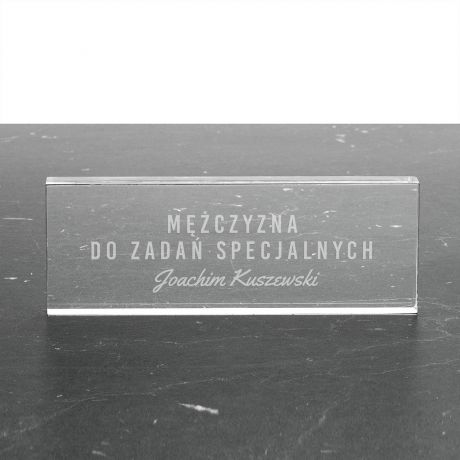 MĘŻCZYZNA
DO ZADAŃ SPECJALNYCH
Joachim Kuszewski